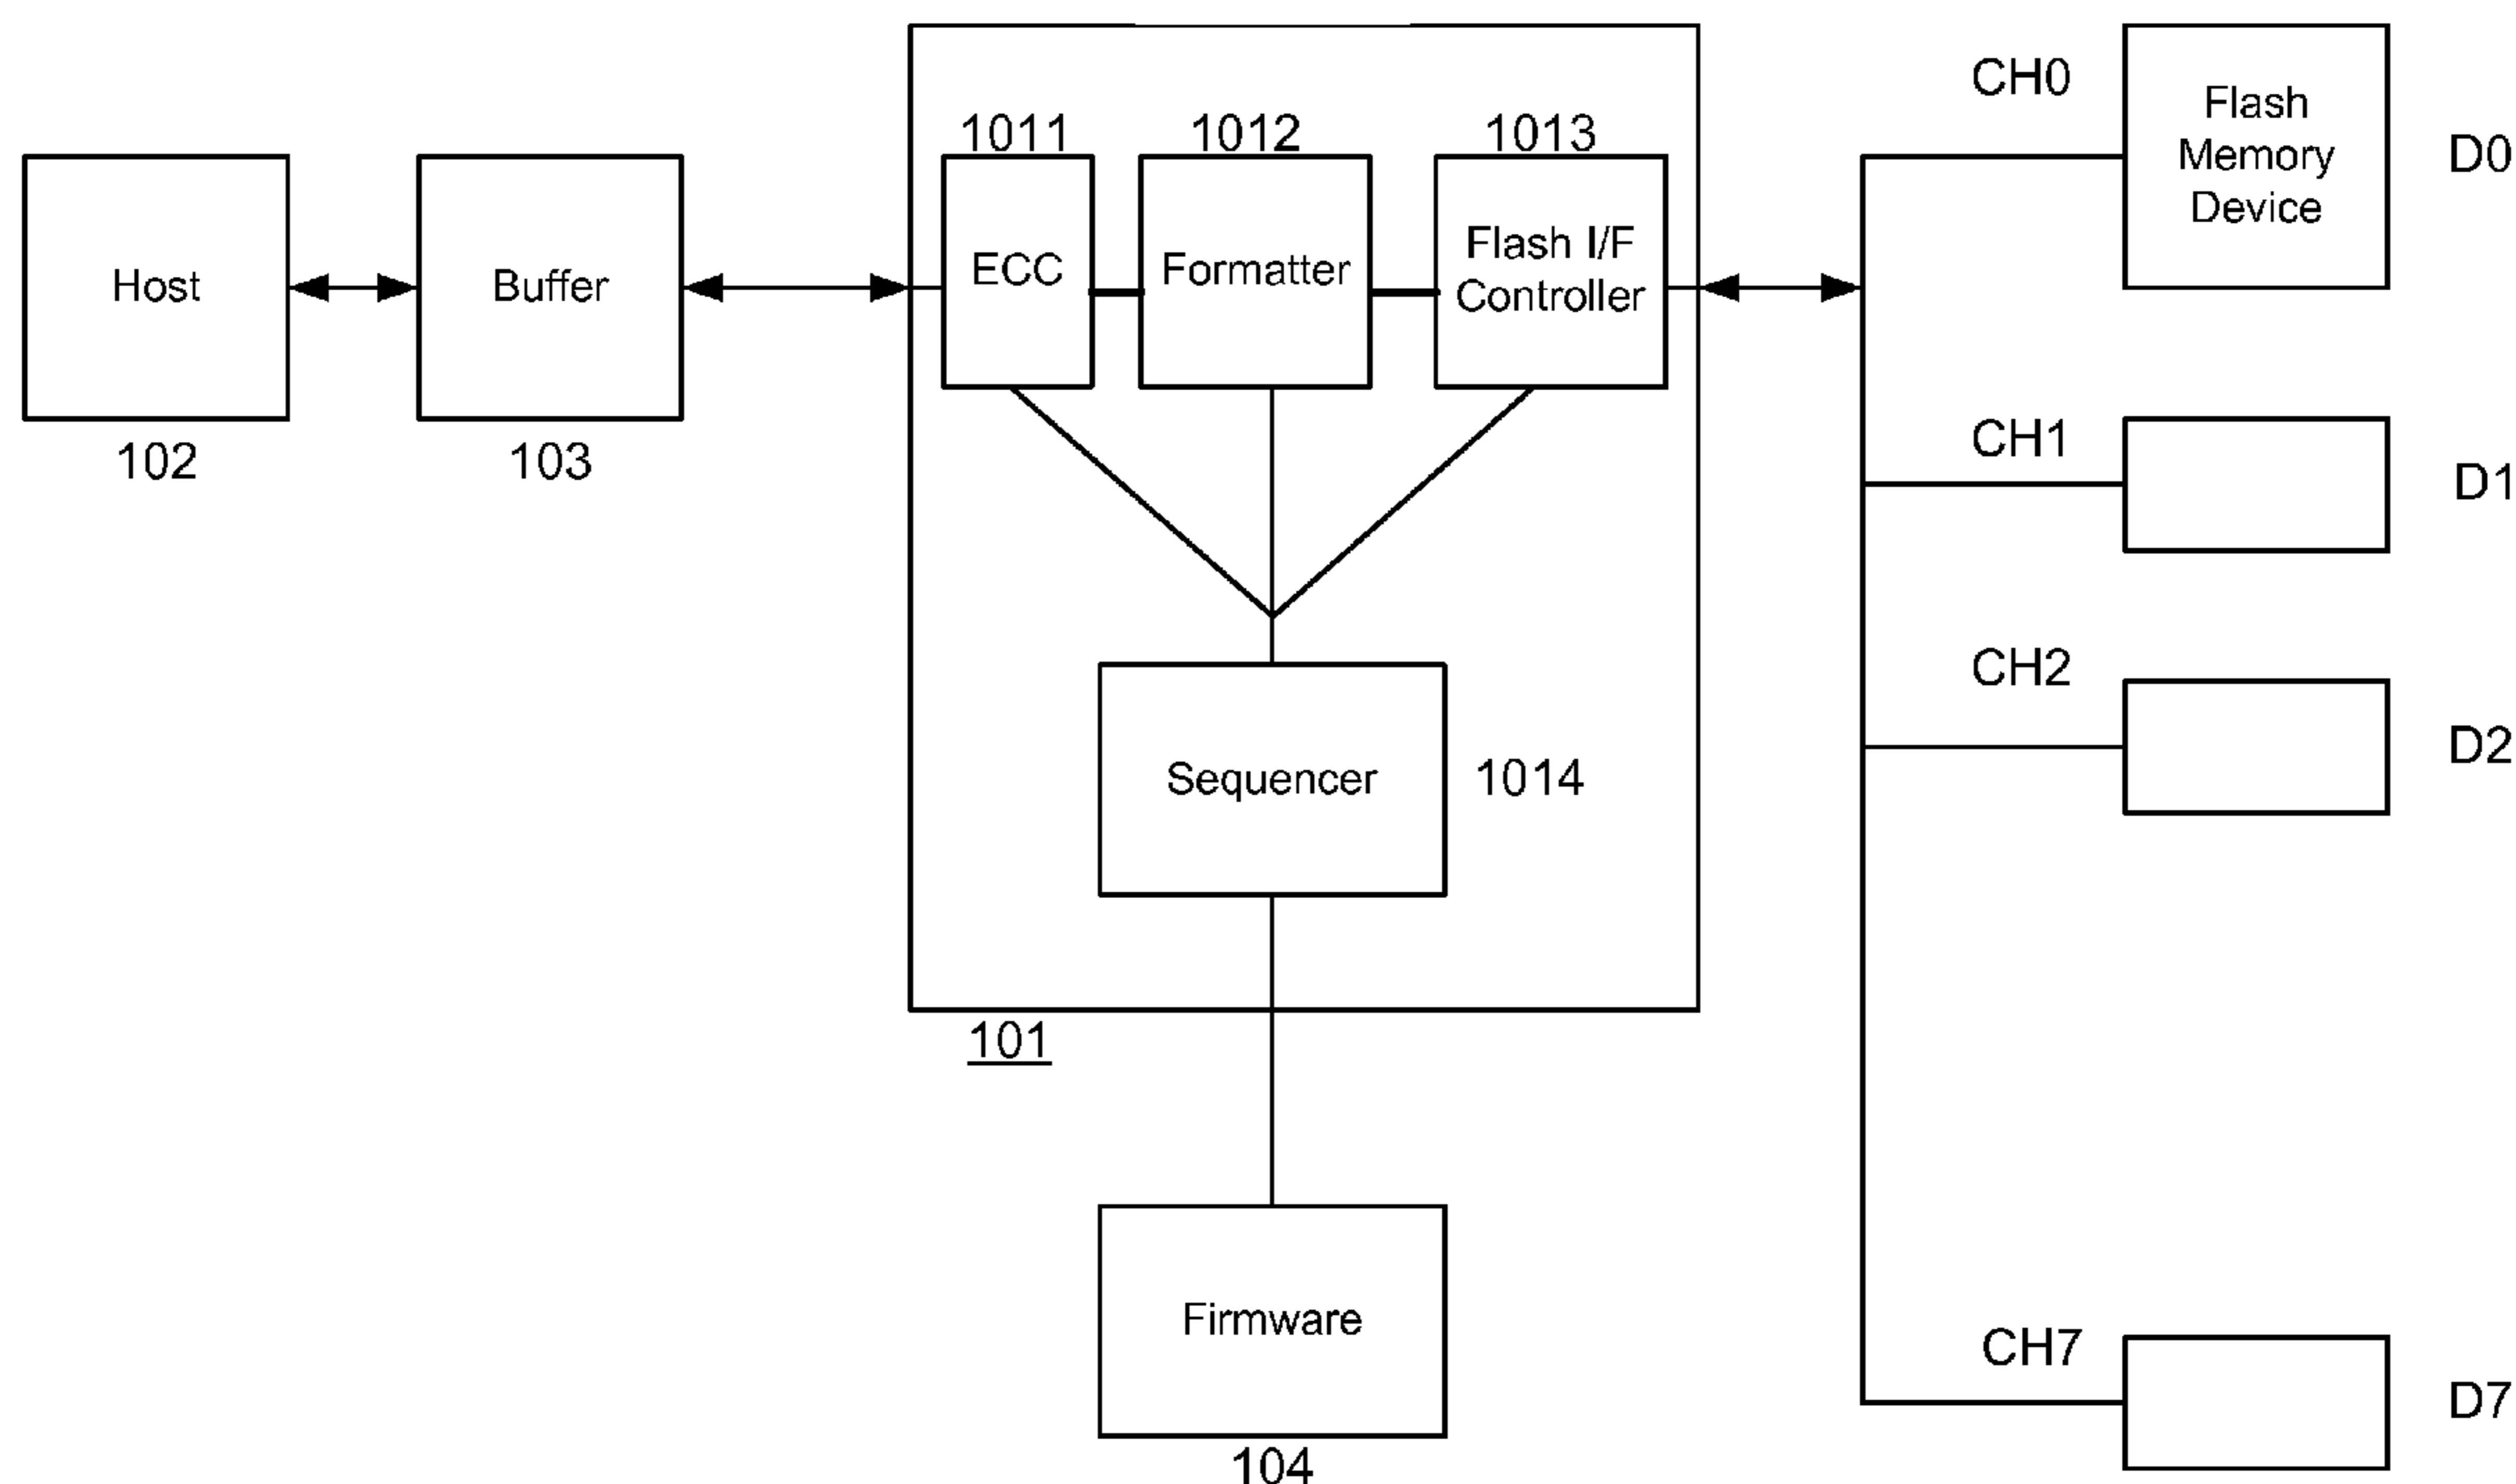 CH0
Flash
Memory
Device
D0
1011
1012
1013
Host
Buffer
ECC
Formatter
Flash I/F
Controller
102
103
CH1
D1
CH2
D2
Sequencer
1014
101
Firmware
104
CH7
D7